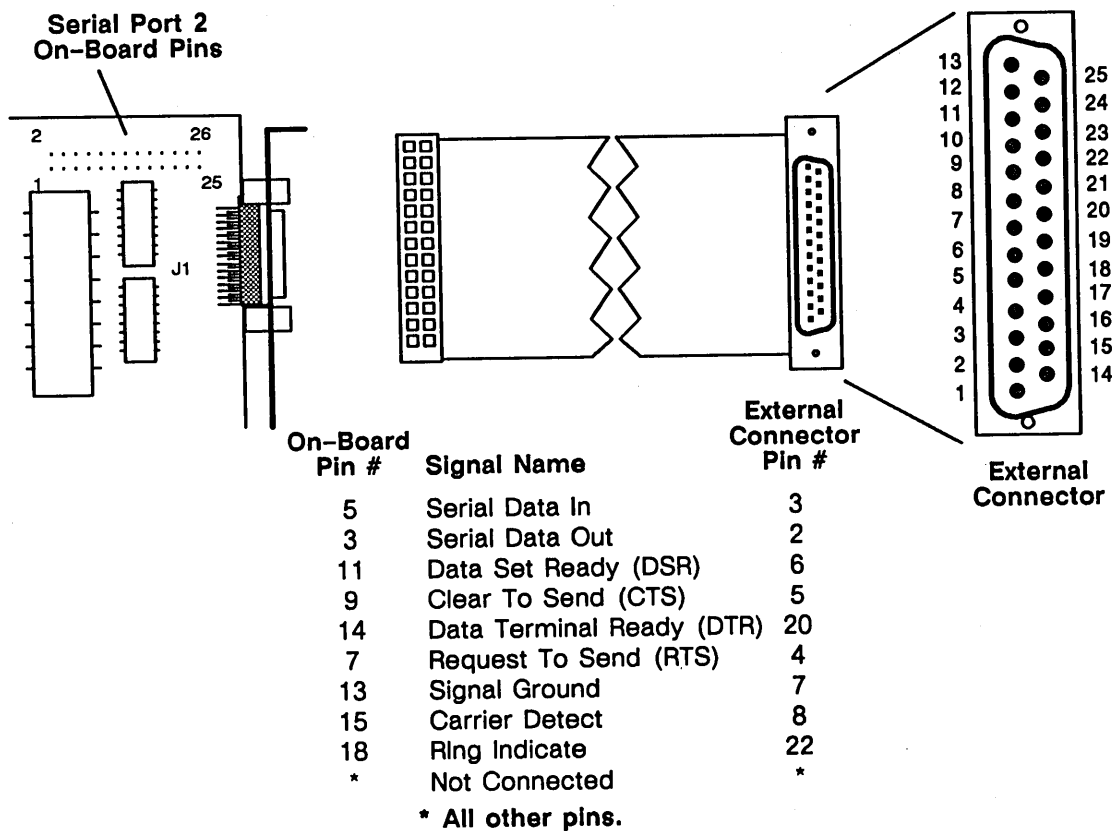 Serial Port 2
On-Board Pins
2 26
1 25
J1
13
12
11
10
9
8
7
6
5
4
3
2
1
25
24
23
22
21
20
19
18
17
16
15
14
External
Connector
On-Board
Pin #
Signal Name
External
Connector
Pin #
5 Serial Data In 3
3 Serial Data Out 2
11 Data Set Ready (DSR) 6
9 Clear To Send (CTS) 5
14 Data Terminal Ready (DTR) 20
7 Request To Send (RTS) 4
13 Signal Ground 7
15 Carrier Detect 8
18 Ring Indicate 22
* Not Connected *
* All other pins.